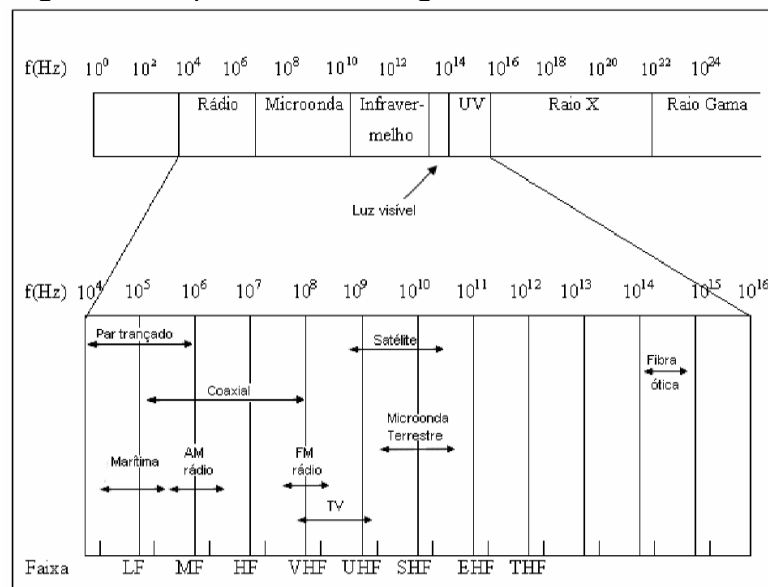 f(Hz) 10⁰ 10² 10⁴ 10⁶ 10⁸ 10¹⁰ 10¹² 10¹⁴ 10¹⁶ 10¹⁸ 10²⁰ 10²² 10²⁴
Rádio Microonda Infraver- UV Raio X Raio Gama
melho
Luz visível
f(Hz) 10⁴ 10⁵ 10⁶ 10⁷ 10⁸ 10⁹ 10¹⁰ 10¹¹ 10¹² 10¹³ 10¹⁴ 10¹⁵ 10¹⁶
Par trançado Satélite
Fibra
ótica
Coaxial
Microonda
Terrestre
Marítima AM FM
rádio rádio
TV
Faixa LF MF HF VHF UHF SHF EHF THF